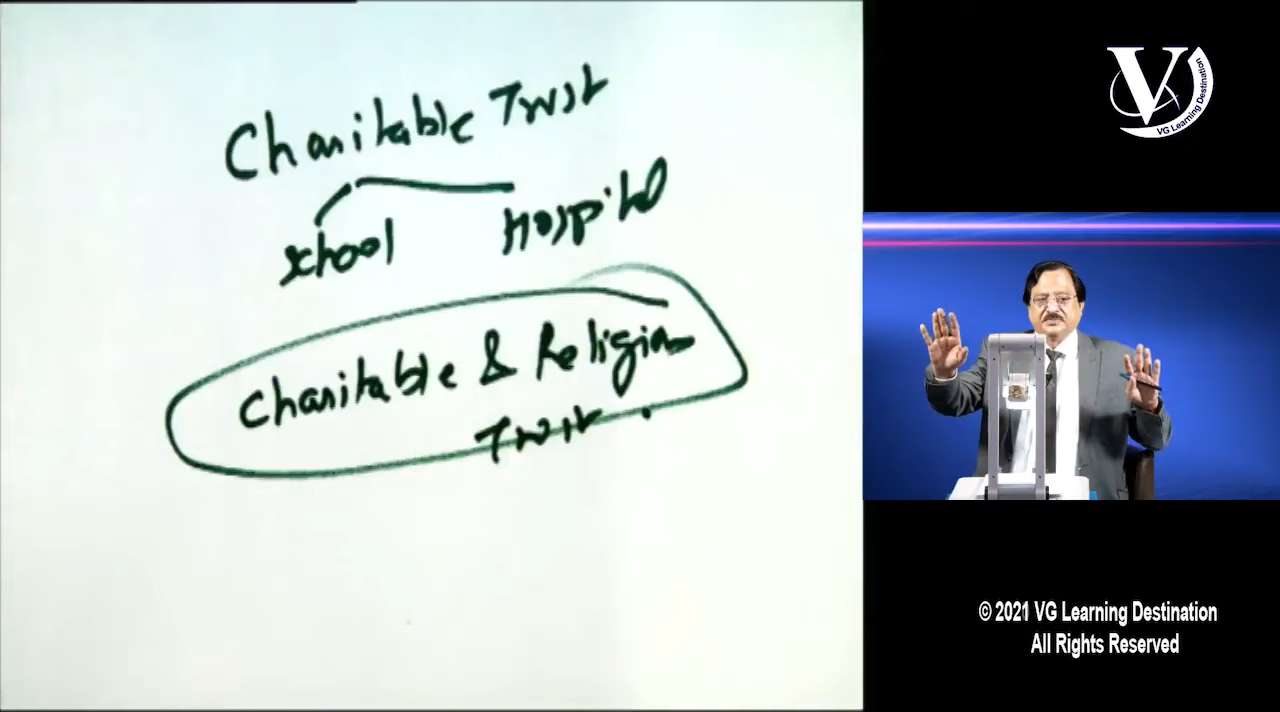 Charitable Trust
School Hospital
Charitable & Religious
Trust.
V
VG Learning Destination
© 2021 VG Learning Destination
All Rights Reserved